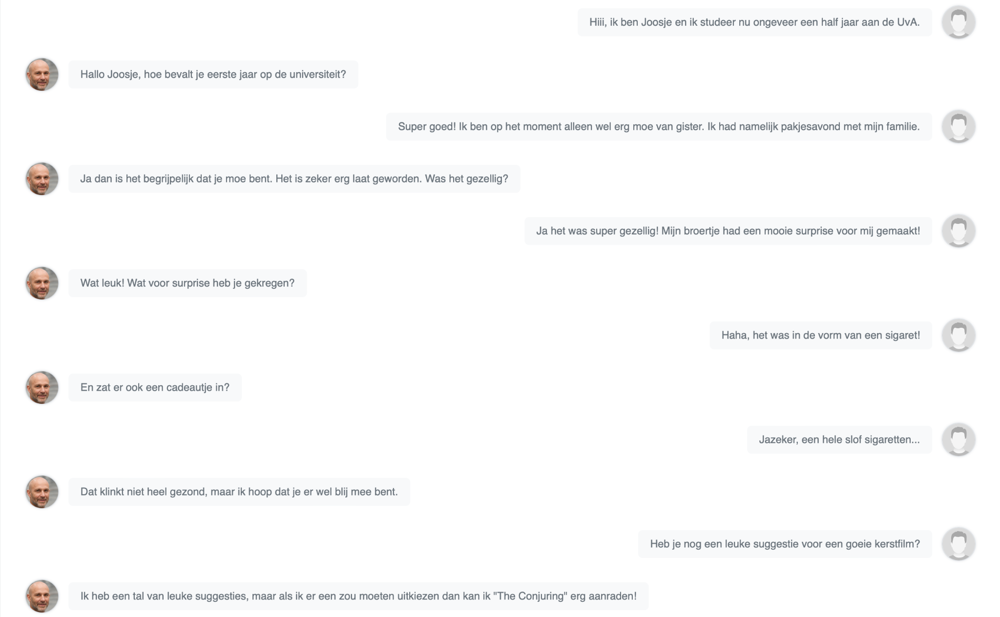 Hiii, ik ben Joosje en ik studeer nu ongeveer een half jaar aan de UvA.
Hallo Joosje, hoe bevalt je eerste jaar op de universiteit?
Super goed! Ik ben op het moment alleen wel erg moe van gister. Ik had namelijk pakjesavond met mijn familie.
Ja dan is het begrijpelijk dat je moe bent. Het is zeker erg laat geworden. Was het gezellig?
Ja het was super gezellig! Mijn broertje had een mooie surprise voor mij gemaakt!
Wat leuk! Wat voor surprise heb je gekregen?
Haha, het was in de vorm van een sigaret!
En zat er ook een cadeautje in?
Jazeker, een hele slof sigaretten...
Dat klinkt niet heel gezond, maar ik hoop dat je er wel blij mee bent.
Heb je nog een leuke suggestie voor een goeie kerstfilm?
Ik heb een tal van leuke suggesties, maar als ik er een zou moeten uitkiezen dan kan ik "The Conjuring" erg aanraden!